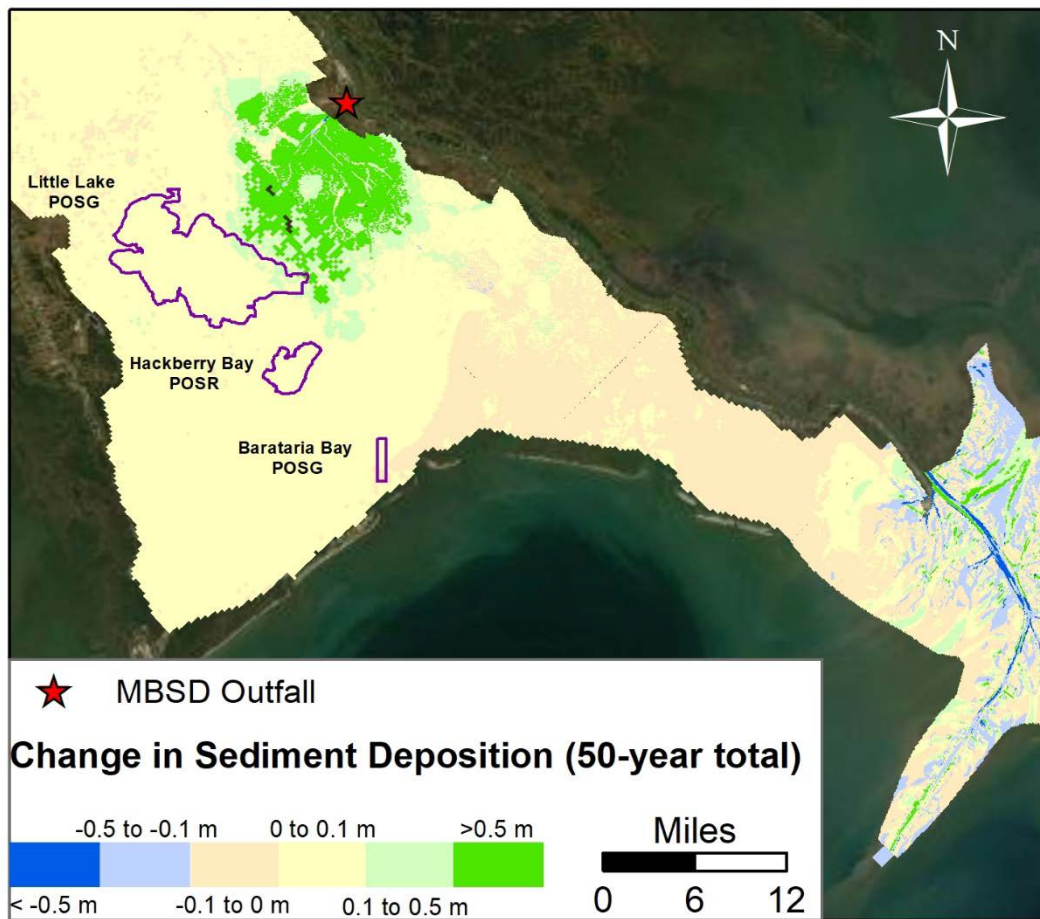 N
Little Lake
POSG
Hackberry Bay
POSR
Barataria Bay
POSG
MBSD Outfall
Change in Sediment Deposition (50-year total)
-0.5 to -0.1 m 0 to 0.1 m >0.5 m
< -0.5 m -0.1 to 0 m 0.1 to 0.5 m
Miles
0 6 12